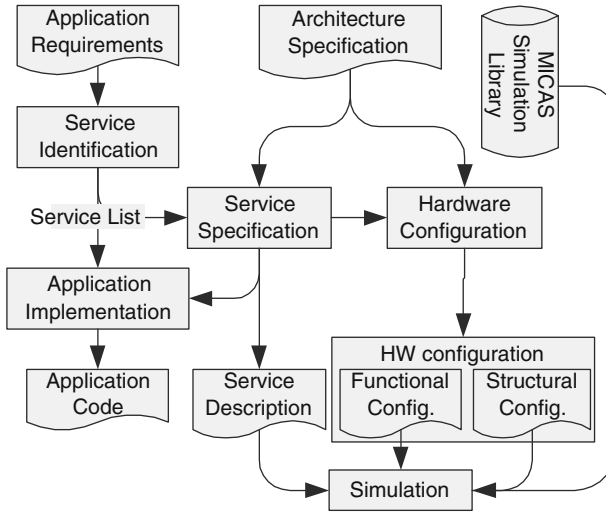 Application
Requirements
Architecture
Specification
MICAS
Simulation
Library
Service
Identification
Service List
Service
Specification
Hardware
Configuration
Application
Implementation
HW configuration
Application
Code
Service
Description
Functional
Config.
Structural
Config.
Simulation